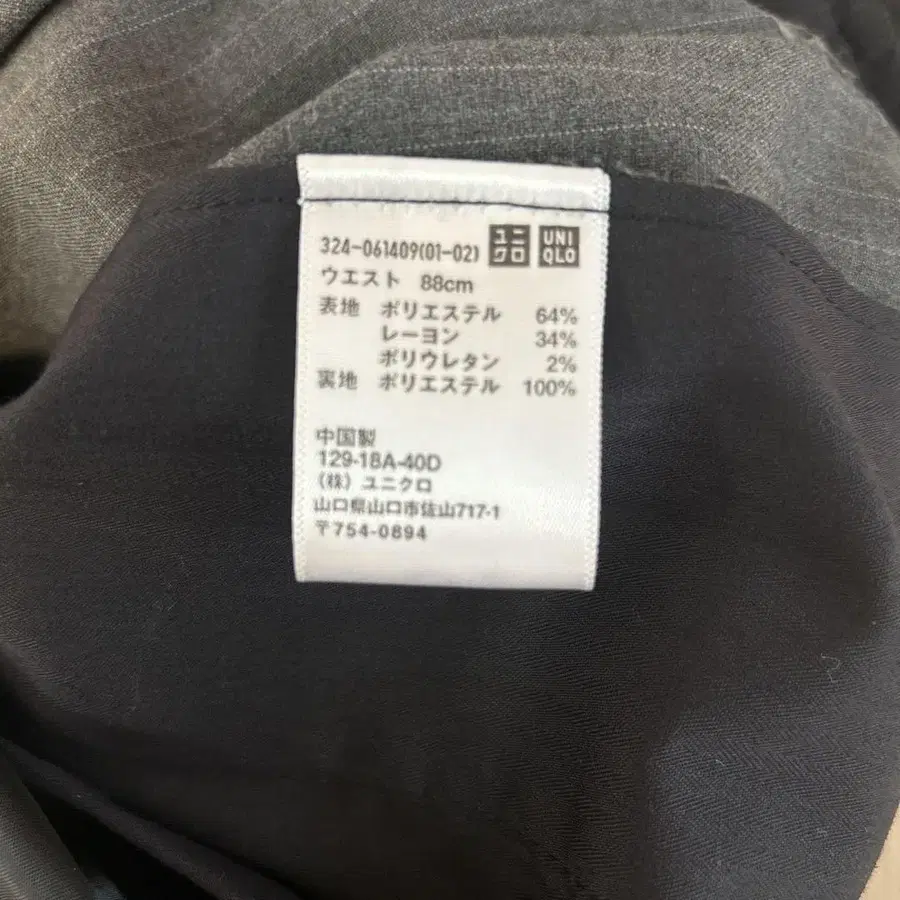 324-061409(01-02) ユニクロ UNIQLO
ウエスト 88cm
表地 ポリエステル 64%
レーヨン 34%
ポリウレタン 2%
裏地 ポリエステル 100%
中国製
129-18A-40D
(株) ユニクロ
山口県山口市佐山717-1
〒754-0894